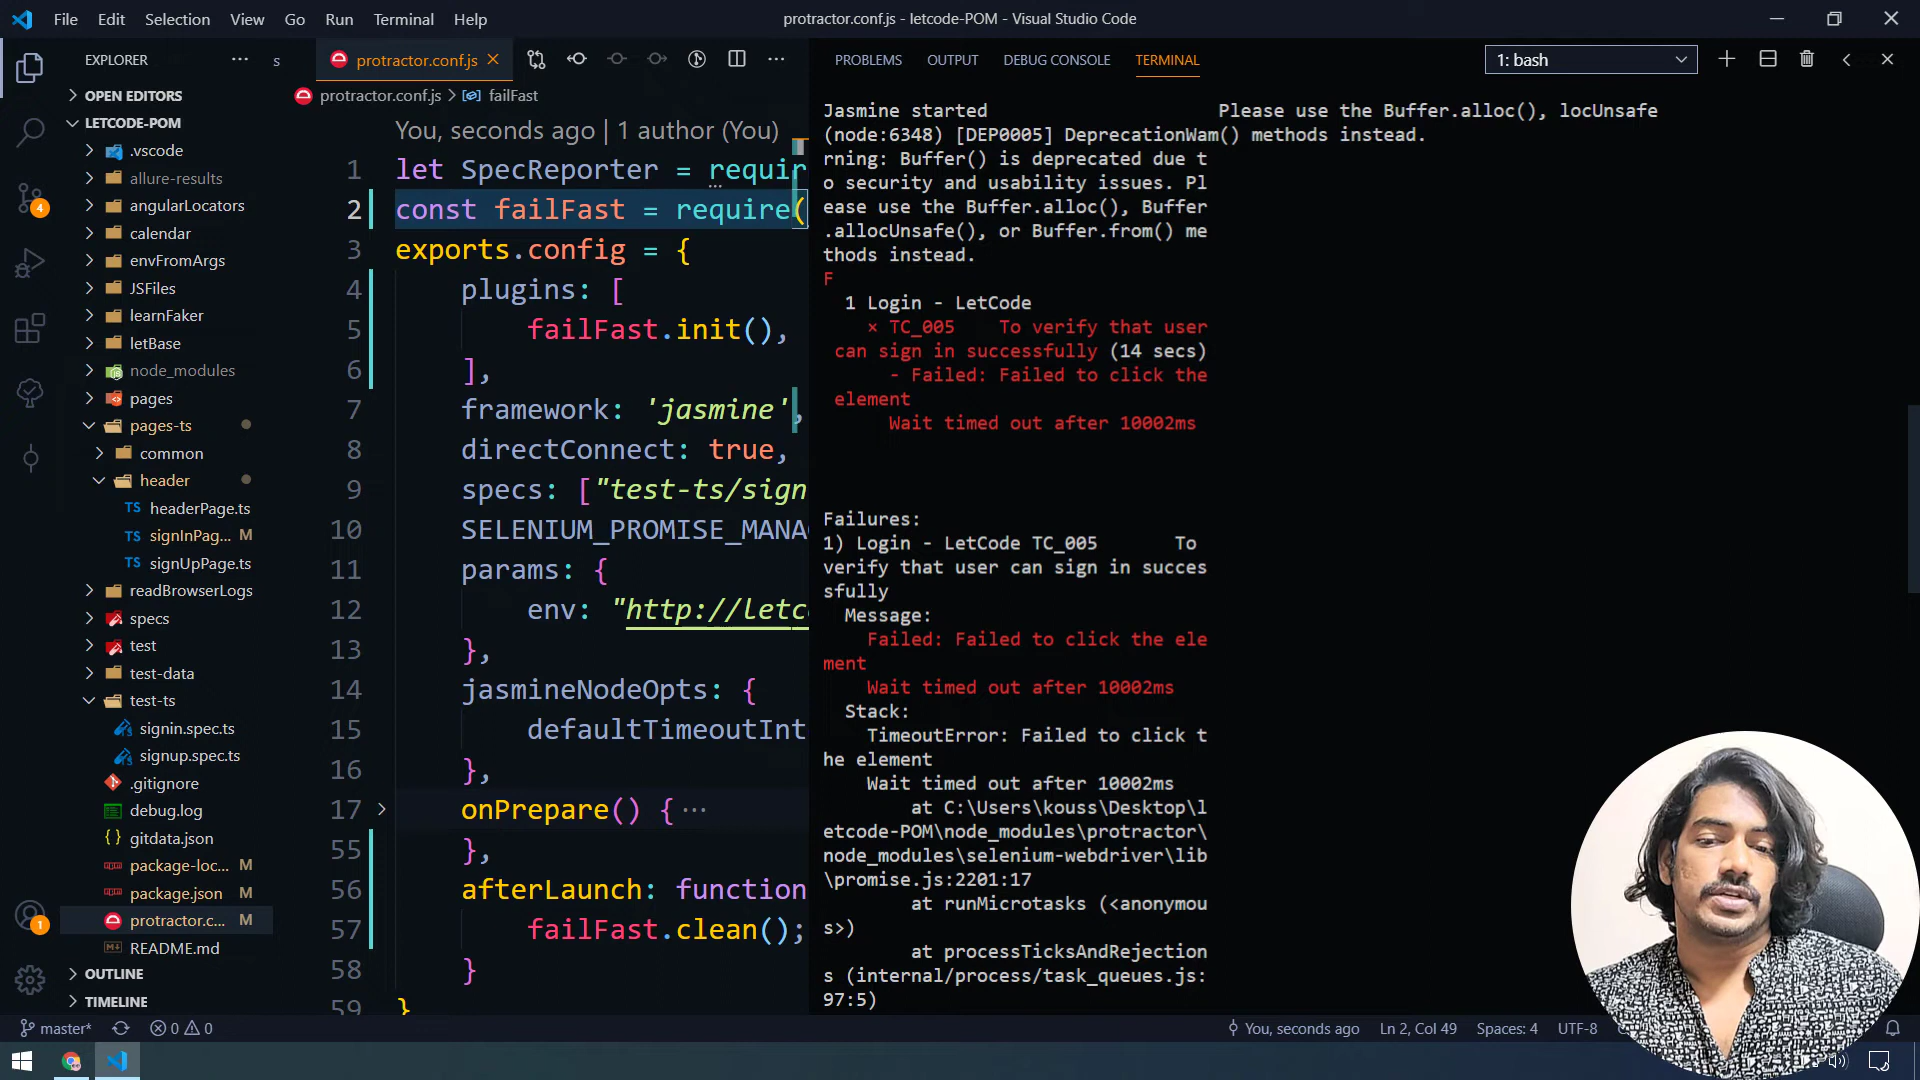 File Edit Selection View Go Run Terminal Help
protractor.conf.js - letcode-POM - Visual Studio Code
EXPLORER
s
protractor.conf.js
PROBLEMS OUTPUT DEBUG CONSOLE TERMINAL
1: bash
OPEN EDITORS
LETCODE-POM
.vscode
allure-results
angularLocators
calendar
envFromArgs
JSFiles
learnFaker
letBase
node_modules
pages
pages-ts
common
header
TS headerPage.ts
TS signInPag... M
TS signUpPage.ts
readBrowserLogs
specs
test
test-data
test-ts
signin.spec.ts
signup.spec.ts
.gitignore
debug.log
{} gitdata.json
package-loc... M
package.json M
protractor.c... M
README.md
OUTLINE
TIMELINE
4
1
protractor.conf.js > failFast
You, seconds ago | 1 author (You)
1 let SpecReporter = requir
2 const failFast = require(
3 exports.config = {
4 plugins: [
5 failFast.init(),
6 ],
7 framework: 'jasmine',
8 directConnect: true,
9 specs: ["test-ts/sign
10 SELENIUM_PROMISE_MANA
11 params: {
12 env: "http://letc
13 },
14 jasmineNodeOpts: {
15 defaultTimeoutInt
16 },
17 onPrepare() { ...
55 },
56 afterLaunch: function
57 failFast.clean();
58 }
59 }
Jasmine started Please use the Buffer.alloc(), locUnsafe
(node:6348) [DEP0005] DeprecationWam() methods instead.
rning: Buffer() is deprecated due t
o security and usability issues. Pl
ease use the Buffer.alloc(), Buffer
.allocUnsafe(), or Buffer.from() me
thods instead.
F
1 Login - LetCode
× TC_005 To verify that user
can sign in successfully (14 secs)
- Failed: Failed to click the
element
Wait timed out after 10002ms
Failures:
1) Login - LetCode TC_005 To
verify that user can sign in succes
sfully
Message:
Failed: Failed to click the ele
ment
Wait timed out after 10002ms
Stack:
TimeoutError: Failed to click t
he element
Wait timed out after 10002ms
at C:\Users\kouss\Desktop\l
etcode-POM\node_modules\protractor\
node_modules\selenium-webdriver\lib
\promise.js:2201:17
at runMicrotasks (<anonymou
s>)
at processTicksAndRejection
s (internal/process/task_queues.js:
97:5)
master* 0 0
You, seconds ago Ln 2, Col 49 Spaces: 4 UTF-8